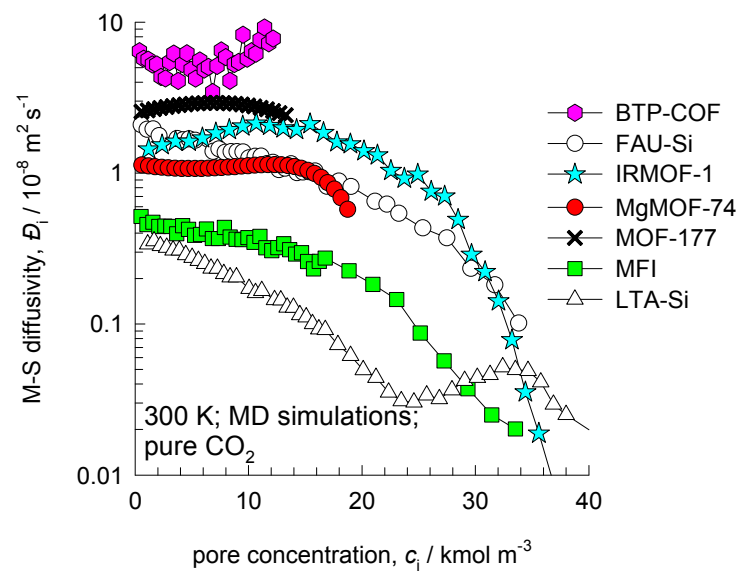 10
1
0.1
0.01
M-S diffusivity, Đi / 10-8 m2 s-1
300 K; MD simulations;
pure CO2
0
10
20
30
40
pore concentration, ci / kmol m-3
BTP-COF
FAU-Si
IRMOF-1
MgMOF-74
MOF-177
MFI
LTA-Si